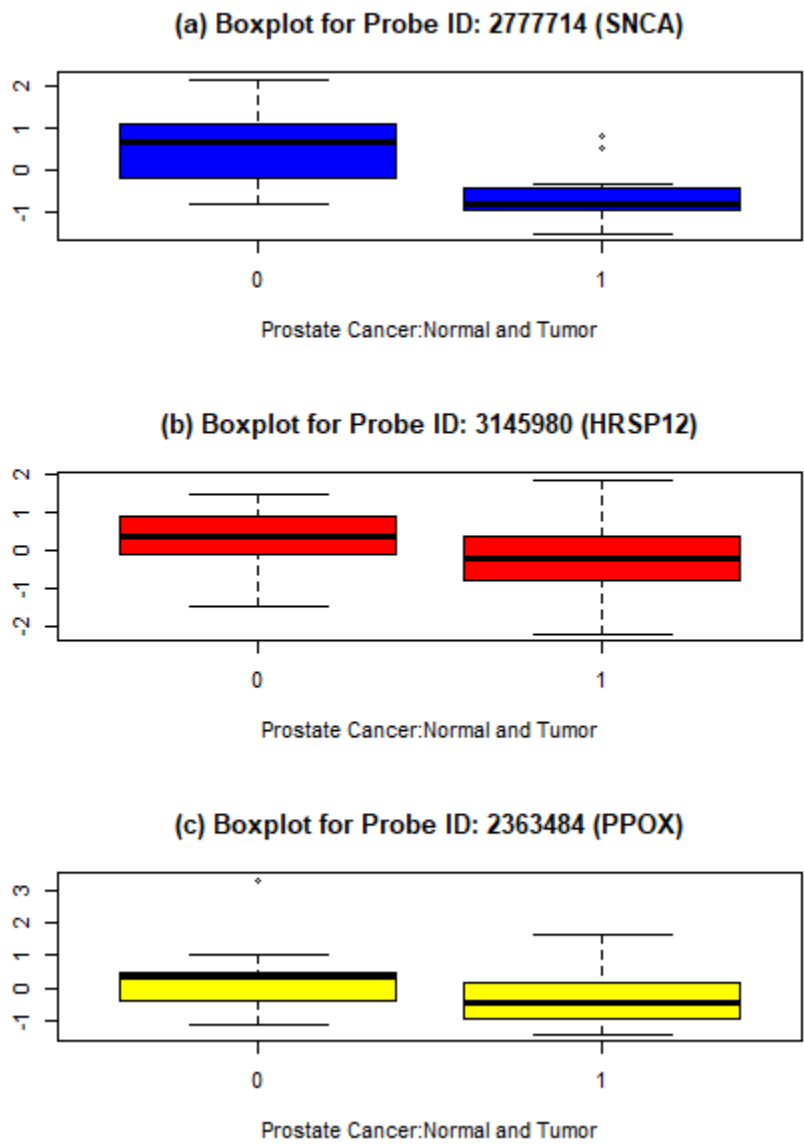 (a) Boxplot for Probe ID: 2777714 (SNCA)
2
1
0
-1
0 1
Prostate Cancer:Normal and Tumor
(b) Boxplot for Probe ID: 3145980 (HRSP12)
2
1
0
-1
-2
0 1
Prostate Cancer:Normal and Tumor
(c) Boxplot for Probe ID: 2363484 (PPOX)
3
2
1
0
-1
0 1
Prostate Cancer:Normal and Tumor